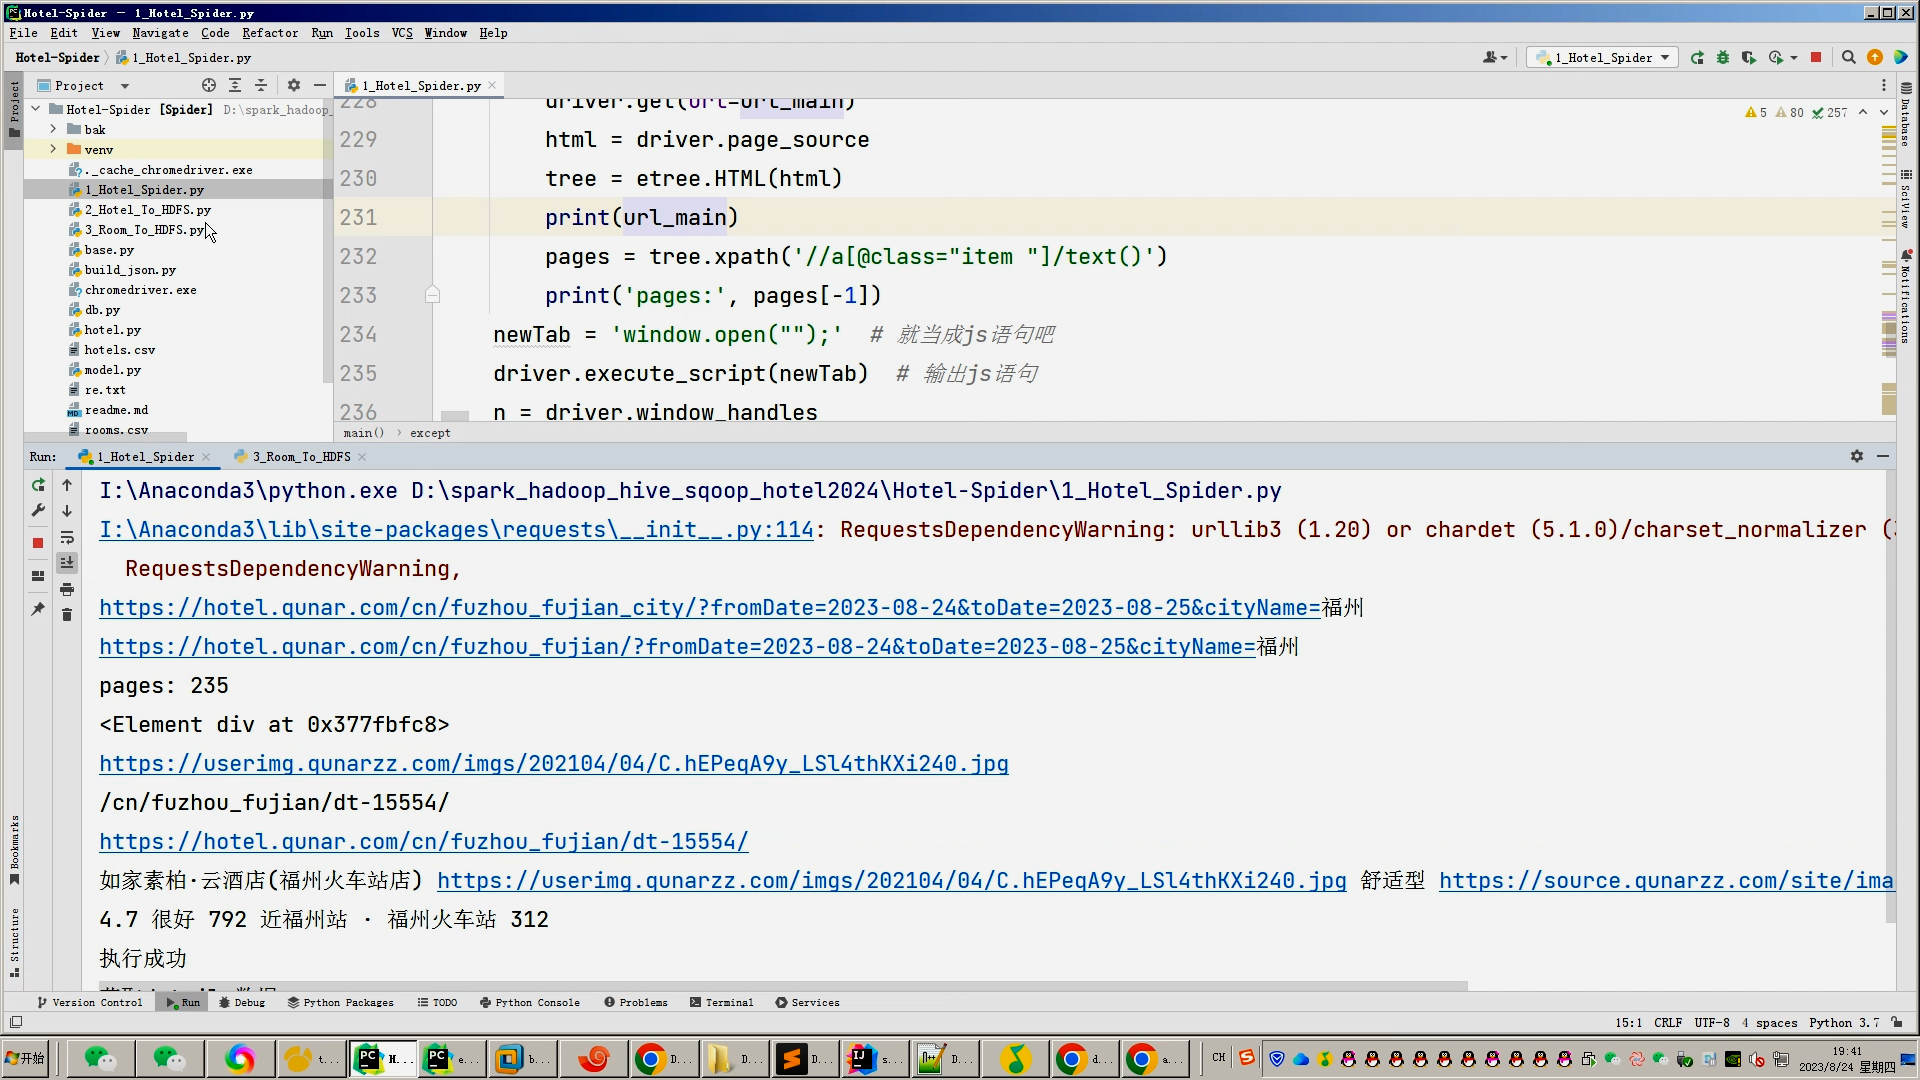 Hotel-Spider – 1_Hotel_Spider.py
File Edit View Navigate Code Refactor Run Tools VCS Window Help
Hotel-Spider 1_Hotel_Spider.py
1_Hotel_Spider
Project
1_Hotel_Spider.py
Hotel-Spider [Spider] D:\spark_hadoop_
bak
venv
._cache_chromedriver.exe
1_Hotel_Spider.py
2_Hotel_To_HDFS.py
3_Room_To_HDFS.py
base.py
build_json.py
chromedriver.exe
db.py
hotel.py
hotels.csv
model.py
re.txt
readme.md
rooms.csv
5 80 257
228 driver.get(url=url_main)
229 html = driver.page_source
230 tree = etree.HTML(html)
231 print(url_main)
232 pages = tree.xpath('//a[@class="item "]/text()')
233 print('pages:', pages[-1])
234 newTab = 'window.open("");' # 就当成js语句吧
235 driver.execute_script(newTab) # 输出js语句
236 n = driver.window_handles
main() › except
Project
Bookmarks
Structure
Database
SciView
Notifications
Run: 1_Hotel_Spider 3_Room_To_HDFS
I:\Anaconda3\python.exe D:\spark_hadoop_hive_sqoop_hotel2024\Hotel-Spider\1_Hotel_Spider.py
I:\Anaconda3\lib\site-packages\requests\__init__.py:114: RequestsDependencyWarning: urllib3 (1.20) or chardet (5.1.0)/charset_normalizer (
RequestsDependencyWarning,
https://hotel.qunar.com/cn/fuzhou_fujian_city/?fromDate=2023-08-24&toDate=2023-08-25&cityName=福州
https://hotel.qunar.com/cn/fuzhou_fujian/?fromDate=2023-08-24&toDate=2023-08-25&cityName=福州
pages: 235
<Element div at 0x377fbfc8>
https://userimg.qunarzz.com/imgs/202104/04/C.hEPeqA9y_LSl4thKXi240.jpg
/cn/fuzhou_fujian/dt-15554/
https://hotel.qunar.com/cn/fuzhou_fujian/dt-15554/
如家素柏·云酒店(福州火车站店) https://userimg.qunarzz.com/imgs/202104/04/C.hEPeqA9y_LSl4thKXi240.jpg 舒适型 https://source.qunarzz.com/site/ima
4.7 很好 792 近福州站 · 福州火车站 312
执行成功
Version Control Run Debug Python Packages TODO Python Console Problems Terminal Services
15:1 CRLF UTF-8 4 spaces Python 3.7
开始 t... H... e... b... D... D... D... s... D... d... a... CH 19:41
2023/8/24 星期四